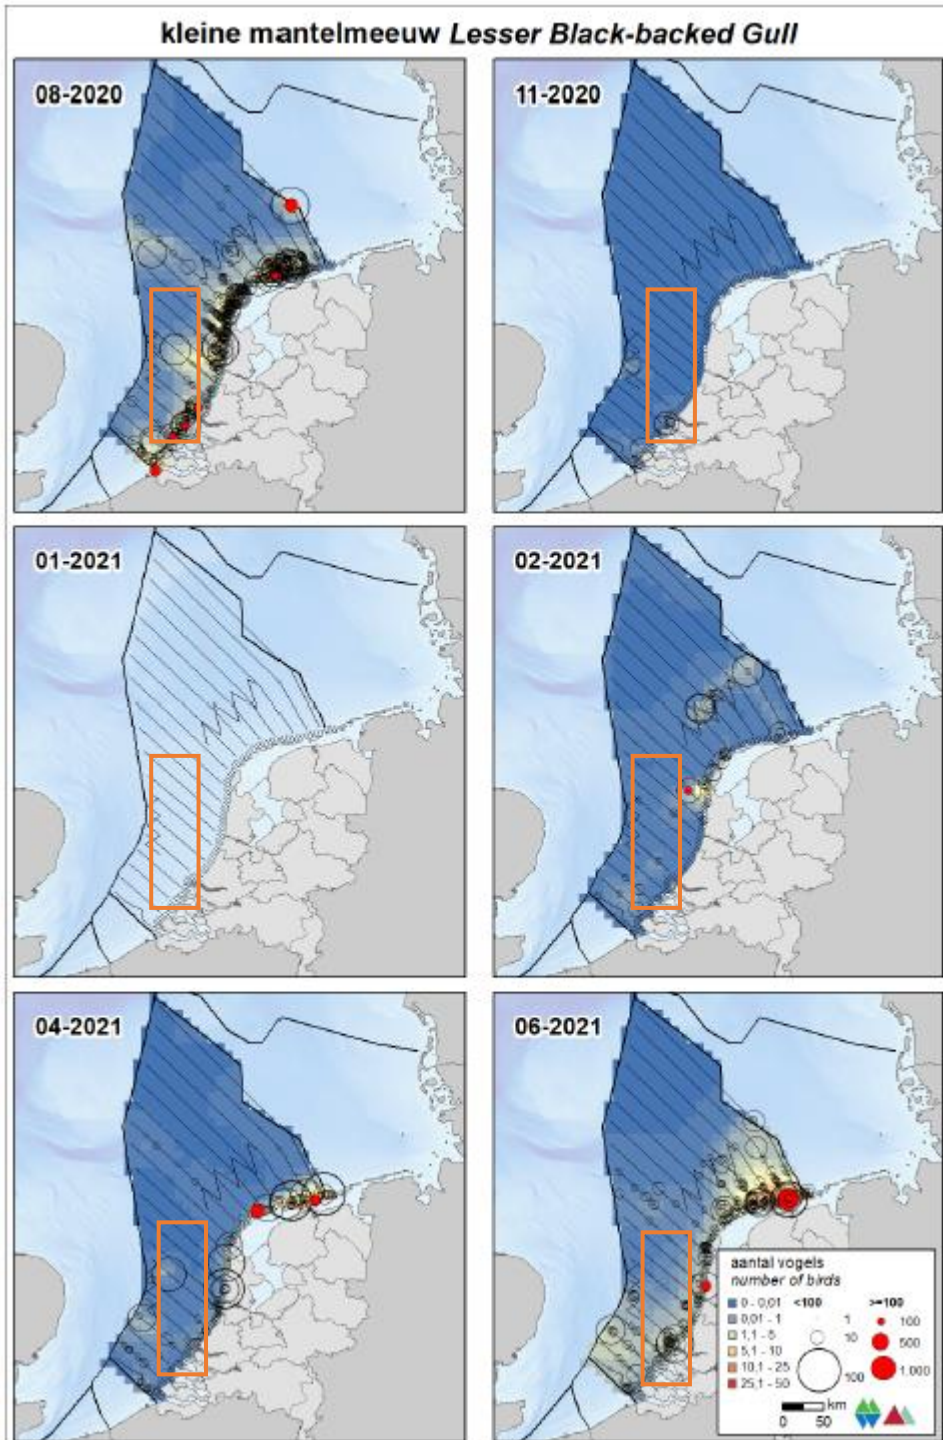 kleine mantelmeeuw Lesser Black-backed Gull
08-2020
11-2020
01-2021
02-2021
04-2021
06-2021
aantal vogels
number of birds
0 - 0,01
0,01 - 1
1,1 - 5
5,1 - 10
10,1 - 25
25,1 - 50
<100
1
10
100
>=100
100
500
1.000
km
0 50